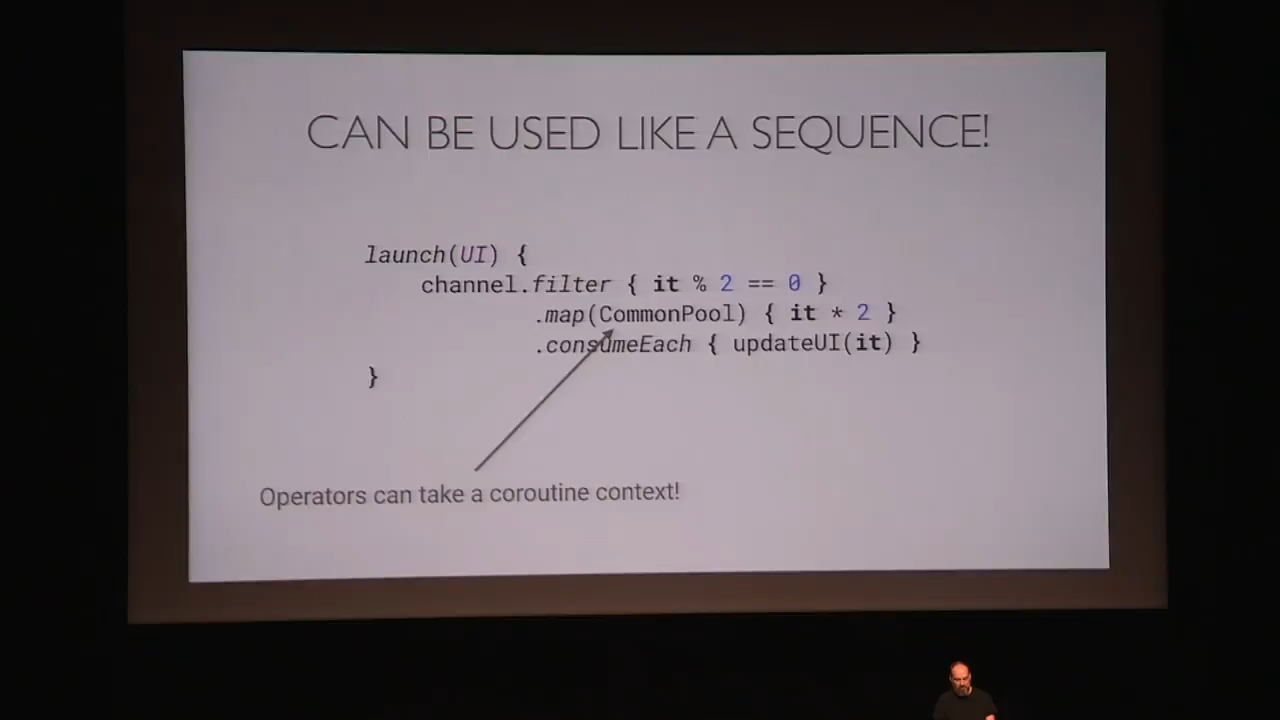 CAN BE USED LIKE A SEQUENCE!
launch(UI) {
channel.filter { it % 2 == 0 }
.map(CommonPool) { it * 2 }
.consumeEach { updateUI(it) }
}
Operators can take a coroutine context!